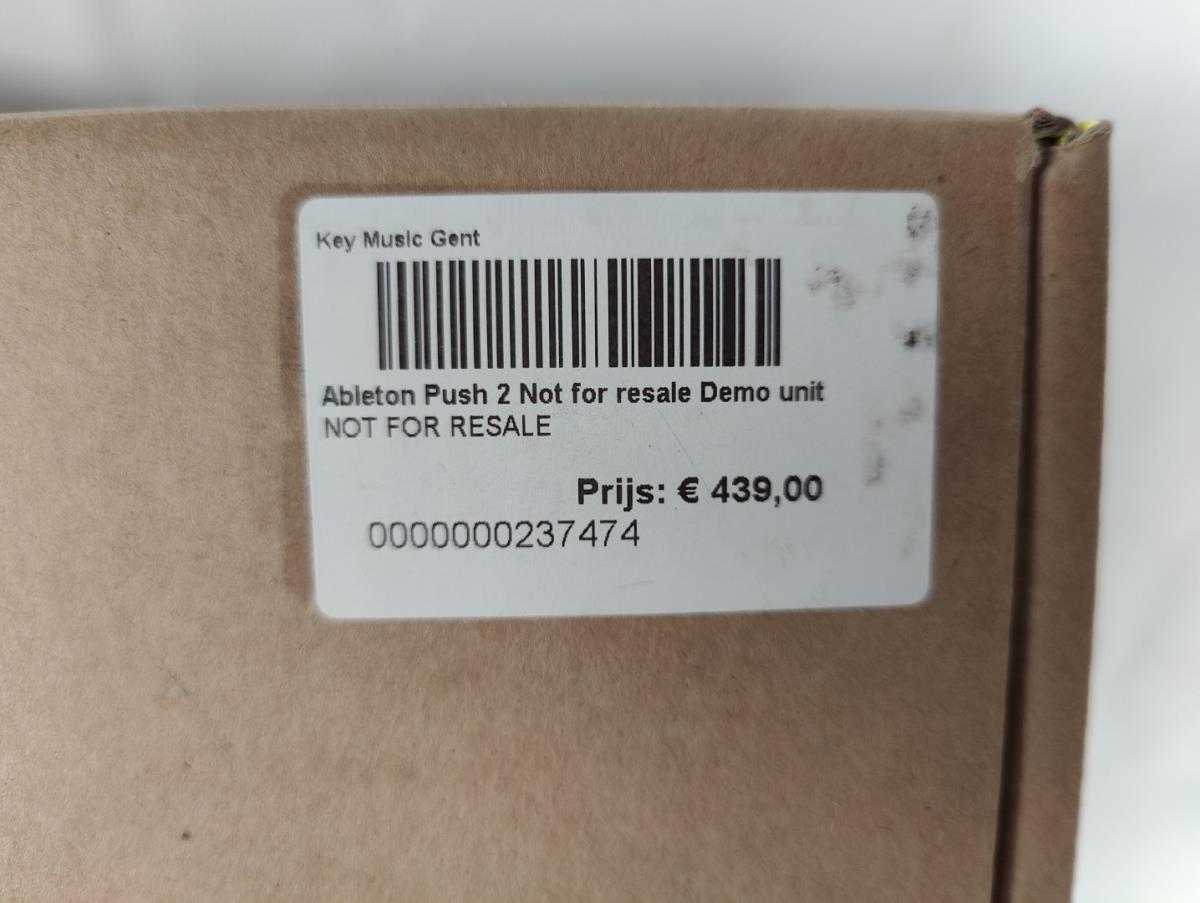 Key Music Gent
Ableton Push 2 Not for resale Demo unit
NOT FOR RESALE
Prijs: € 439,00
0000000237474